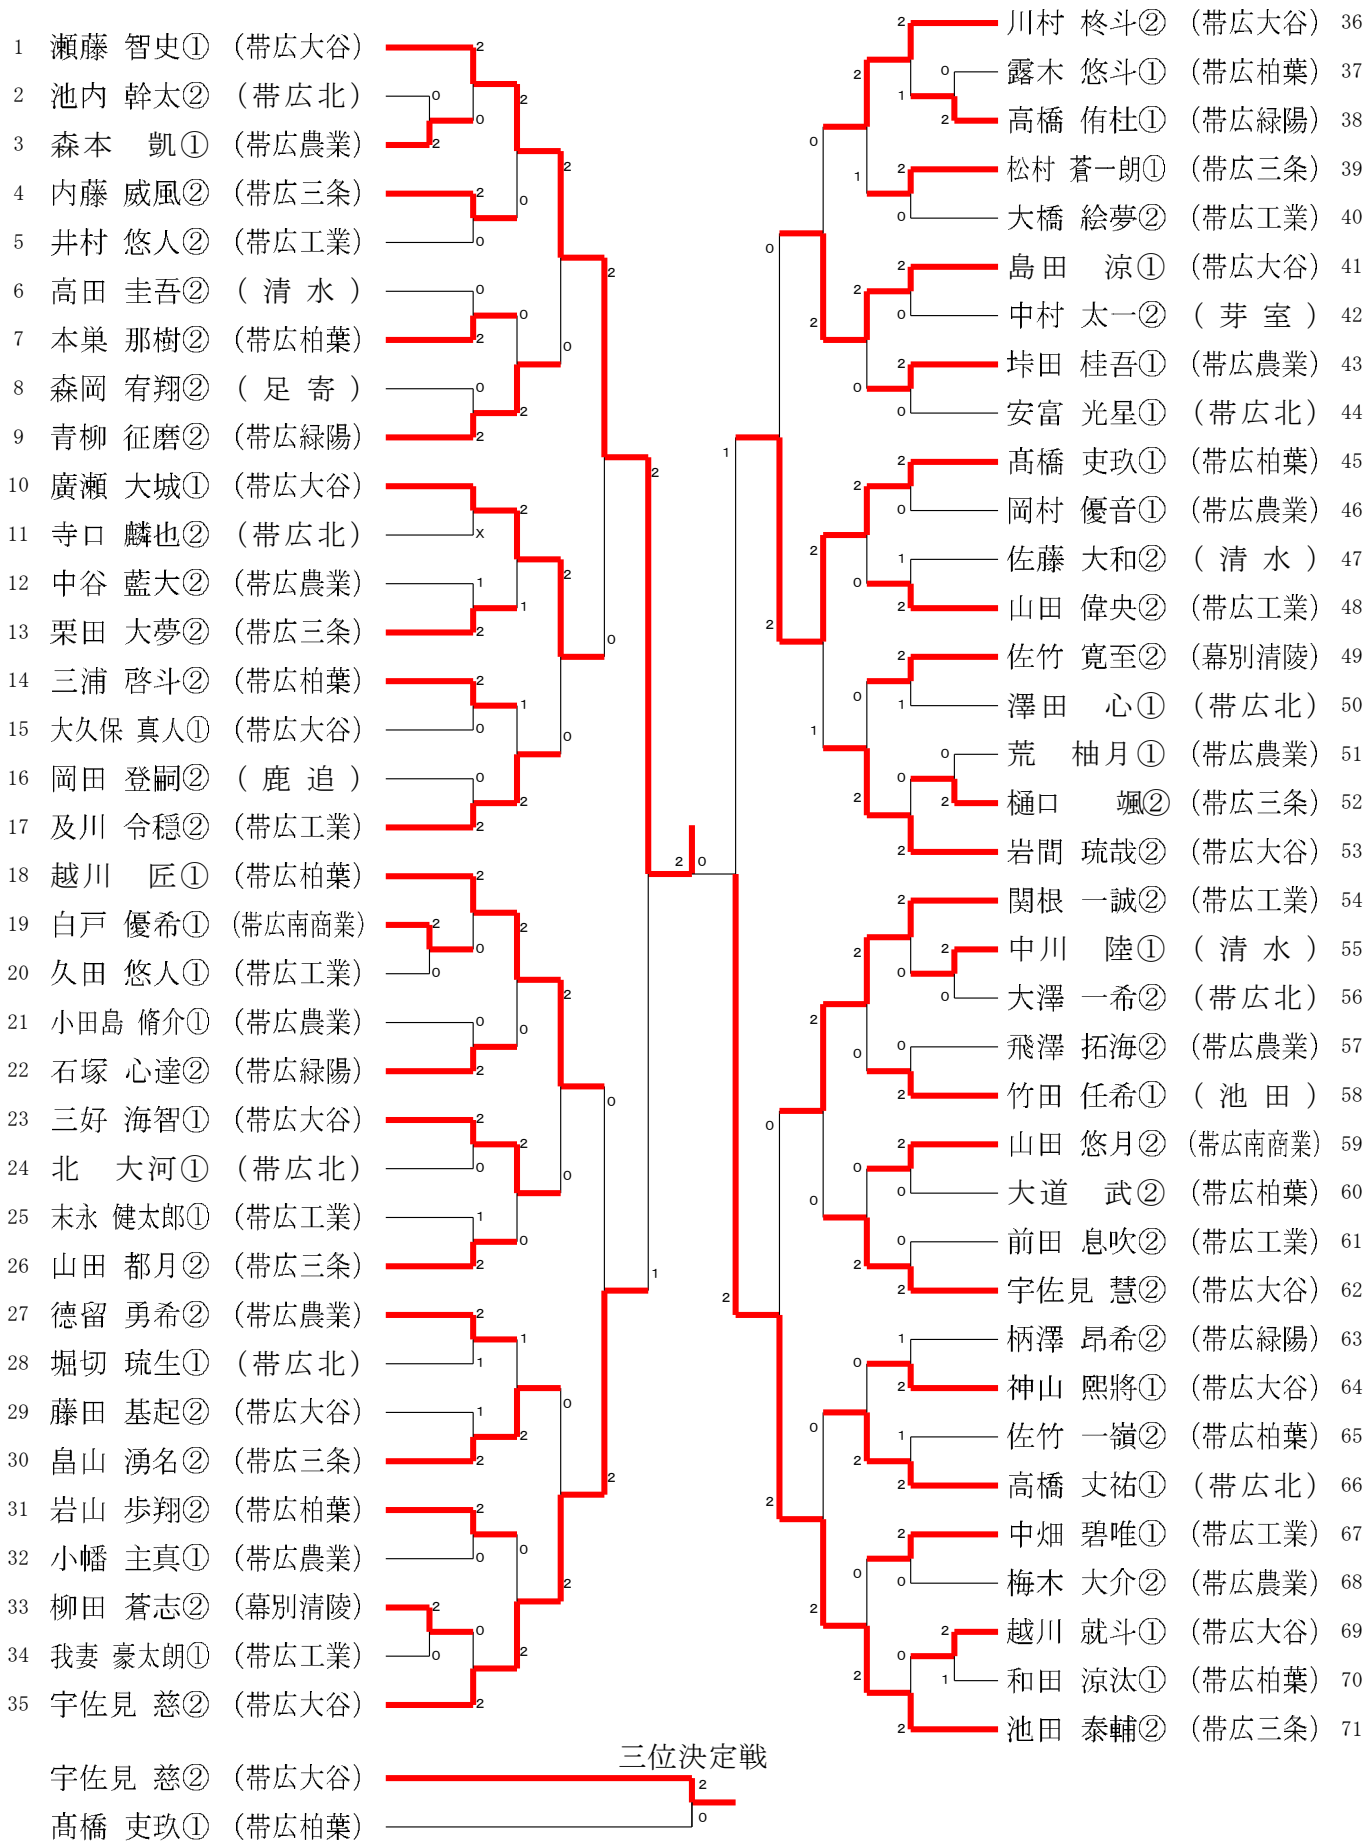 1 瀬藤 智史① (帯広大谷)
2 池内 幹太② (帯広北)
3 森本 凱① (帯広農業)
4 内藤 威風② (帯広三条)
5 井村 悠人② (帯広工業)
6 高田 圭吾② (清水)
7 本巣 那樹② (帯広柏葉)
8 森岡 宥翔② (足寄)
9 青柳 征磨② (帯広緑陽)
10 廣瀬 大城① (帯広大谷)
11 寺口 麟也② (帯広北)
12 中谷 藍大② (帯広農業)
13 栗田 大夢② (帯広三条)
14 三浦 啓斗② (帯広柏葉)
15 大久保 真人① (帯広大谷)
16 岡田 登嗣② (鹿追)
17 及川 令穏② (帯広工業)
18 越川 匠① (帯広柏葉)
19 白戸 優希① (帯広南商業)
20 久田 悠人① (帯広工業)
21 小田島 脩介① (帯広農業)
22 石塚 心達② (帯広緑陽)
23 三好 海智① (帯広大谷)
24 北 大河① (帯広北)
25 末永 健太郎① (帯広工業)
26 山田 都月② (帯広三条)
27 徳留 勇希② (帯広農業)
28 堀切 琉生① (帯広北)
29 藤田 基起② (帯広大谷)
30 畠山 湧名② (帯広三条)
31 岩山 歩翔② (帯広柏葉)
32 小幡 主真① (帯広農業)
33 柳田 蒼志② (幕別清陵)
34 我妻 豪太朗① (帯広工業)
35 宇佐見 慈② (帯広大谷)
川村 柊斗② (帯広大谷) 36
露木 悠斗① (帯広柏葉) 37
高橋 侑杜① (帯広緑陽) 38
松村 蒼一朗① (帯広三条) 39
大橋 絵夢② (帯広工業) 40
島田 涼① (帯広大谷) 41
中村 太一② (芽室) 42
垰田 桂吾① (帯広農業) 43
安富 光星① (帯広北) 44
髙橋 吏玖① (帯広柏葉) 45
岡村 優音① (帯広農業) 46
佐藤 大和② (清水) 47
山田 偉央② (帯広工業) 48
佐竹 寛至② (幕別清陵) 49
澤田 心① (帯広北) 50
荒 柚月① (帯広農業) 51
樋口 颯② (帯広三条) 52
岩間 琉哉② (帯広大谷) 53
関根 一誠② (帯広工業) 54
中川 陸① (清水) 55
大澤 一希② (帯広北) 56
飛澤 拓海② (帯広農業) 57
竹田 任希① (池田) 58
山田 悠月② (帯広南商業) 59
大道 武② (帯広柏葉) 60
前田 息吹② (帯広工業) 61
宇佐見 慧② (帯広大谷) 62
柄澤 昂希② (帯広緑陽) 63
神山 熙將① (帯広大谷) 64
佐竹 一嶺② (帯広柏葉) 65
高橋 丈祐① (帯広北) 66
中畑 碧唯① (帯広工業) 67
梅木 大介② (帯広農業) 68
越川 就斗① (帯広大谷) 69
和田 涼汰① (帯広柏葉) 70
池田 泰輔② (帯広三条) 71
三位決定戦
宇佐見 慈② (帯広大谷) 2
髙橋 吏玖① (帯広柏葉) 0